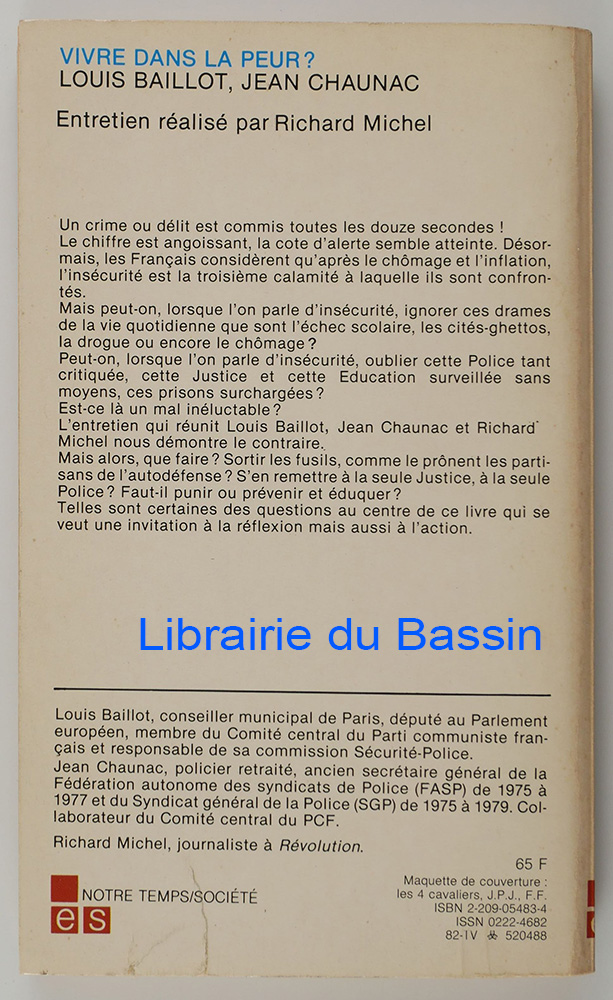 VIVRE DANS LA PEUR ?
LOUIS BAILLOT, JEAN CHAUNAC
Entretien réalisé par Richard Michel
Un crime ou délit est commis toutes les douze secondes !
Le chiffre est angoissant, la cote d'alerte semble atteinte. Désor-
mais, les Français considèrent qu'après le chômage et l'inflation,
l'insécurité est la troisième calamité à laquelle ils sont confron-
tés.
Mais peut-on, lorsque l'on parle d'insécurité, ignorer ces drames
de la vie quotidienne que sont l'échec scolaire, les cités-ghettos,
la drogue ou encore le chômage ?
Peut-on, lorsque l'on parle d'insécurité, oublier cette Police tant
critiquée, cette Justice et cette Education surveillée sans
moyens, ces prisons surchargées ?
Est-ce là un mal inéluctable ?
L'entretien qui réunit Louis Baillot, Jean Chaunac et Richard
Michel nous démontre le contraire.
Mais alors, que faire ? Sortir les fusils, comme le prônent les parti-
sans de l'autodéfense ? S'en remettre à la seule Justice, à la seule
Police ? Faut-il punir ou prévenir et éduquer ?
Telles sont certaines des questions au centre de ce livre qui se
veut une invitation à la réflexion mais aussi à l'action.
Librairie du Bassin
Louis Baillot, conseiller municipal de Paris, député au Parlement
européen, membre du Comité central du Parti communiste fran-
çais et responsable de sa commission Sécurité-Police.
Jean Chaunac, policier retraité, ancien secrétaire général de la
Fédération autonome des syndicats de Police (FASP) de 1975 à
1977 et du Syndicat général de la Police (SGP) de 1975 à 1979. Col-
laborateur du Comité central du PCF.
Richard Michel, journaliste à Révolution.
65 F
Maquette de couverture :
les 4 cavaliers, J.P.J., F.F.
ISBN 2-209-05483-4
ISSN 0222-4682
82-IV 520488
NOTRE TEMPS/SOCIÉTÉ
es